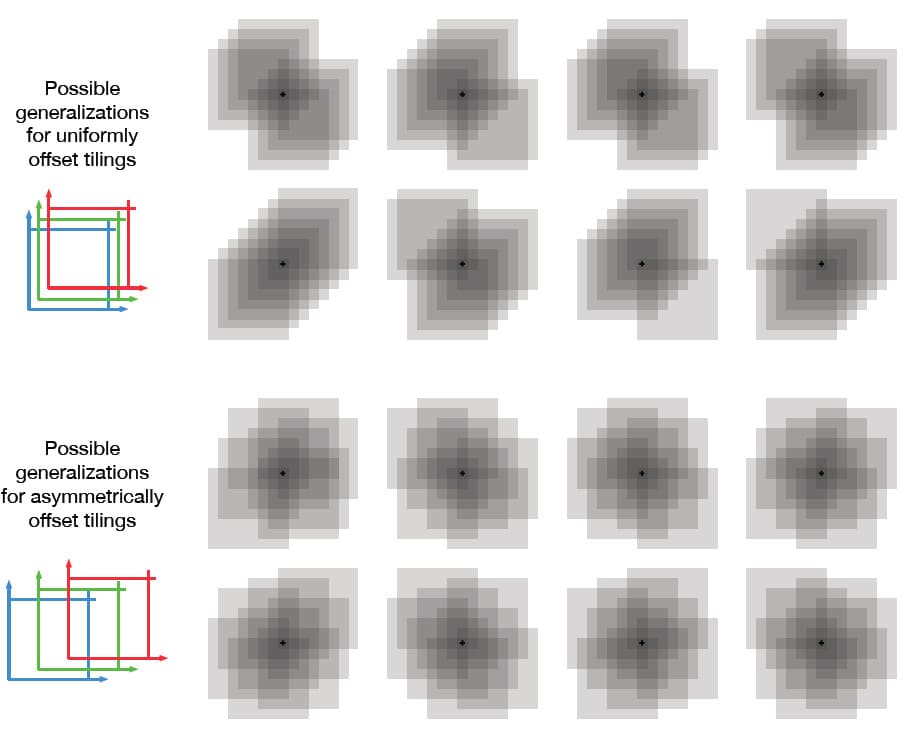 Possible
generalizations
for uniformly
offset tilings
Possible
generalizations
for asymmetrically
offset tilings